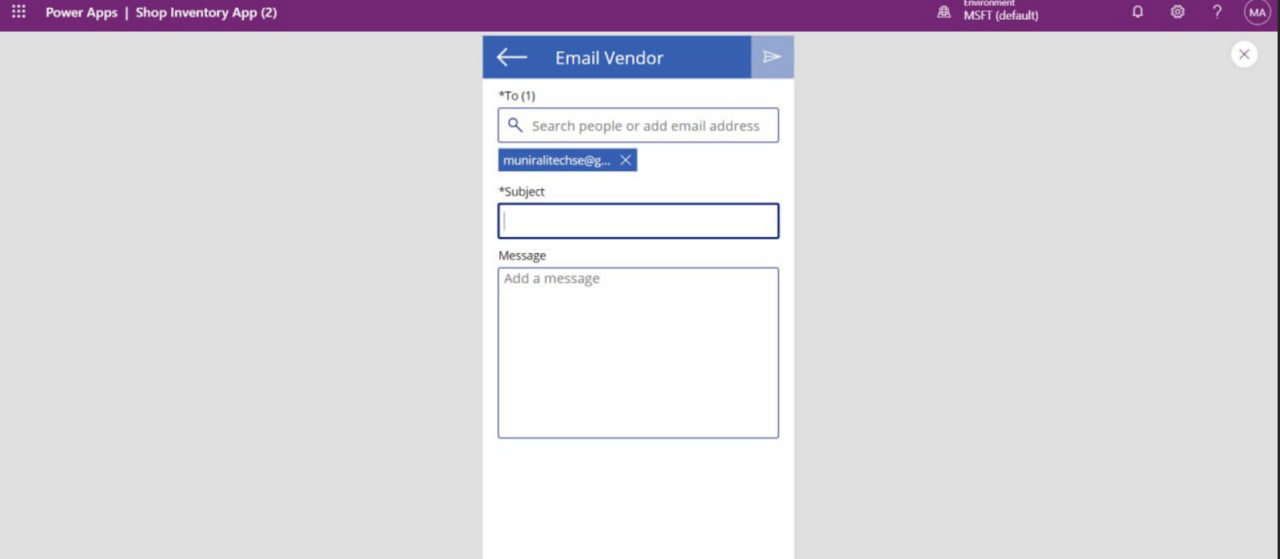 Power Apps | Shop Inventory App (2)
Environment
MSFT (default)
?
MA
Email Vendor
*To (1)
Search people or add email address
muniralitechse@g...
*Subject
Message
Add a message